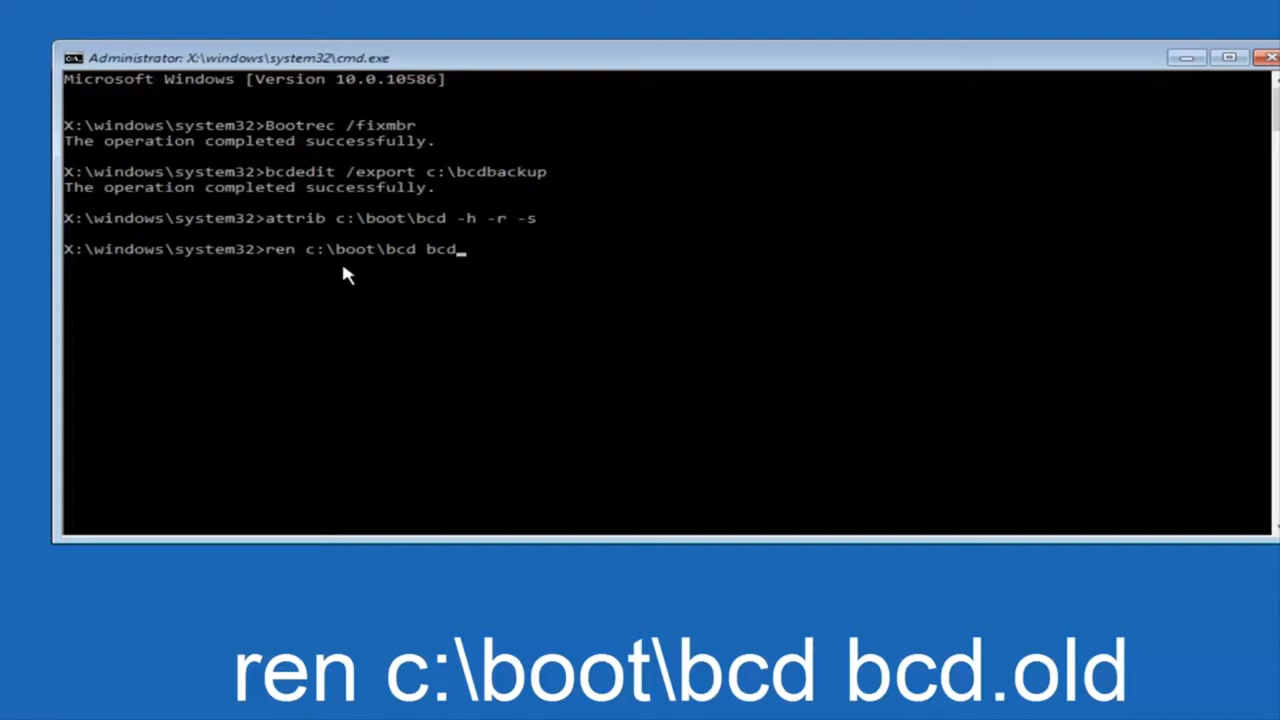 Administrator: X:\windows\system32\cmd.exe
Microsoft Windows [Version 10.0.10586]
X:\windows\system32>Bootrec /fixmbr
The operation completed successfully.
X:\windows\system32>bcdedit /export c:\bcdbackup
The operation completed successfully.
X:\windows\system32>attrib c:\boot\bcd -h -r -s
X:\windows\system32>ren c:\boot\bcd bcd_
ren c:\boot\bcd bcd.old